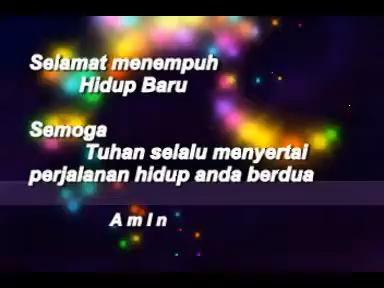 Selamat menempuh
Hidup Baru
Semoga
Tuhan selalu menyertai
perjalanan hidup anda berdua
A m I n